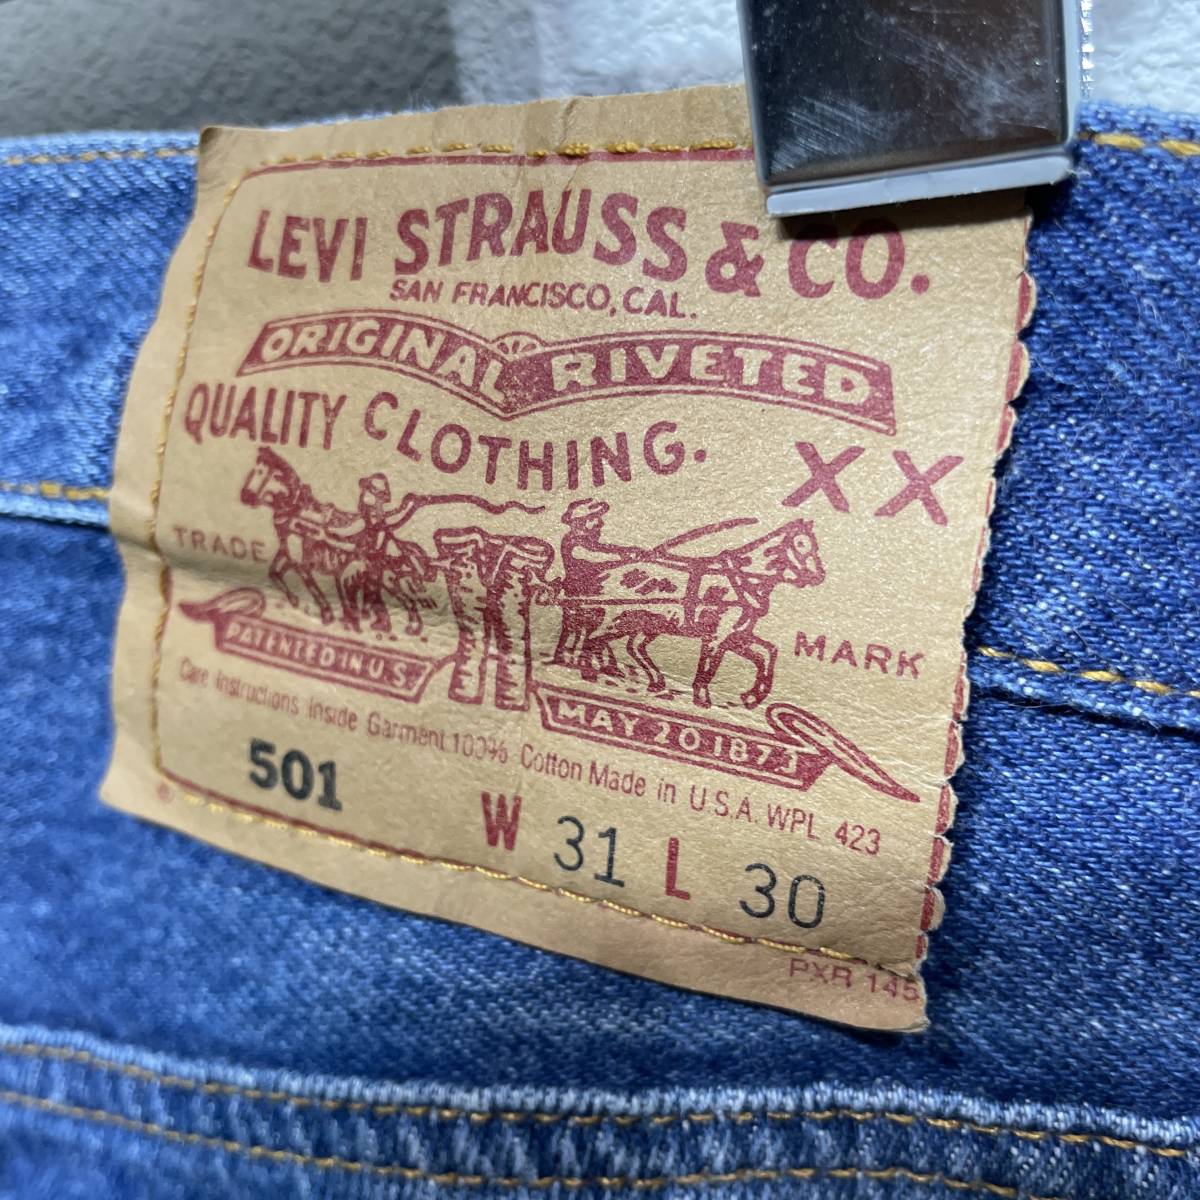 LEVI STRAUSS & CO.
SAN FRANCISCO, CAL.
ORIGINAL RIVETED
QUALITY CLOTHING.
XX
TRADE MARK
PATENTED IN U.S.
MAY 20 1873
Care Instructions Inside Garment 100% Cotton Made in U.S.A. WPL 423
501 W 31 L 30
PXR 145